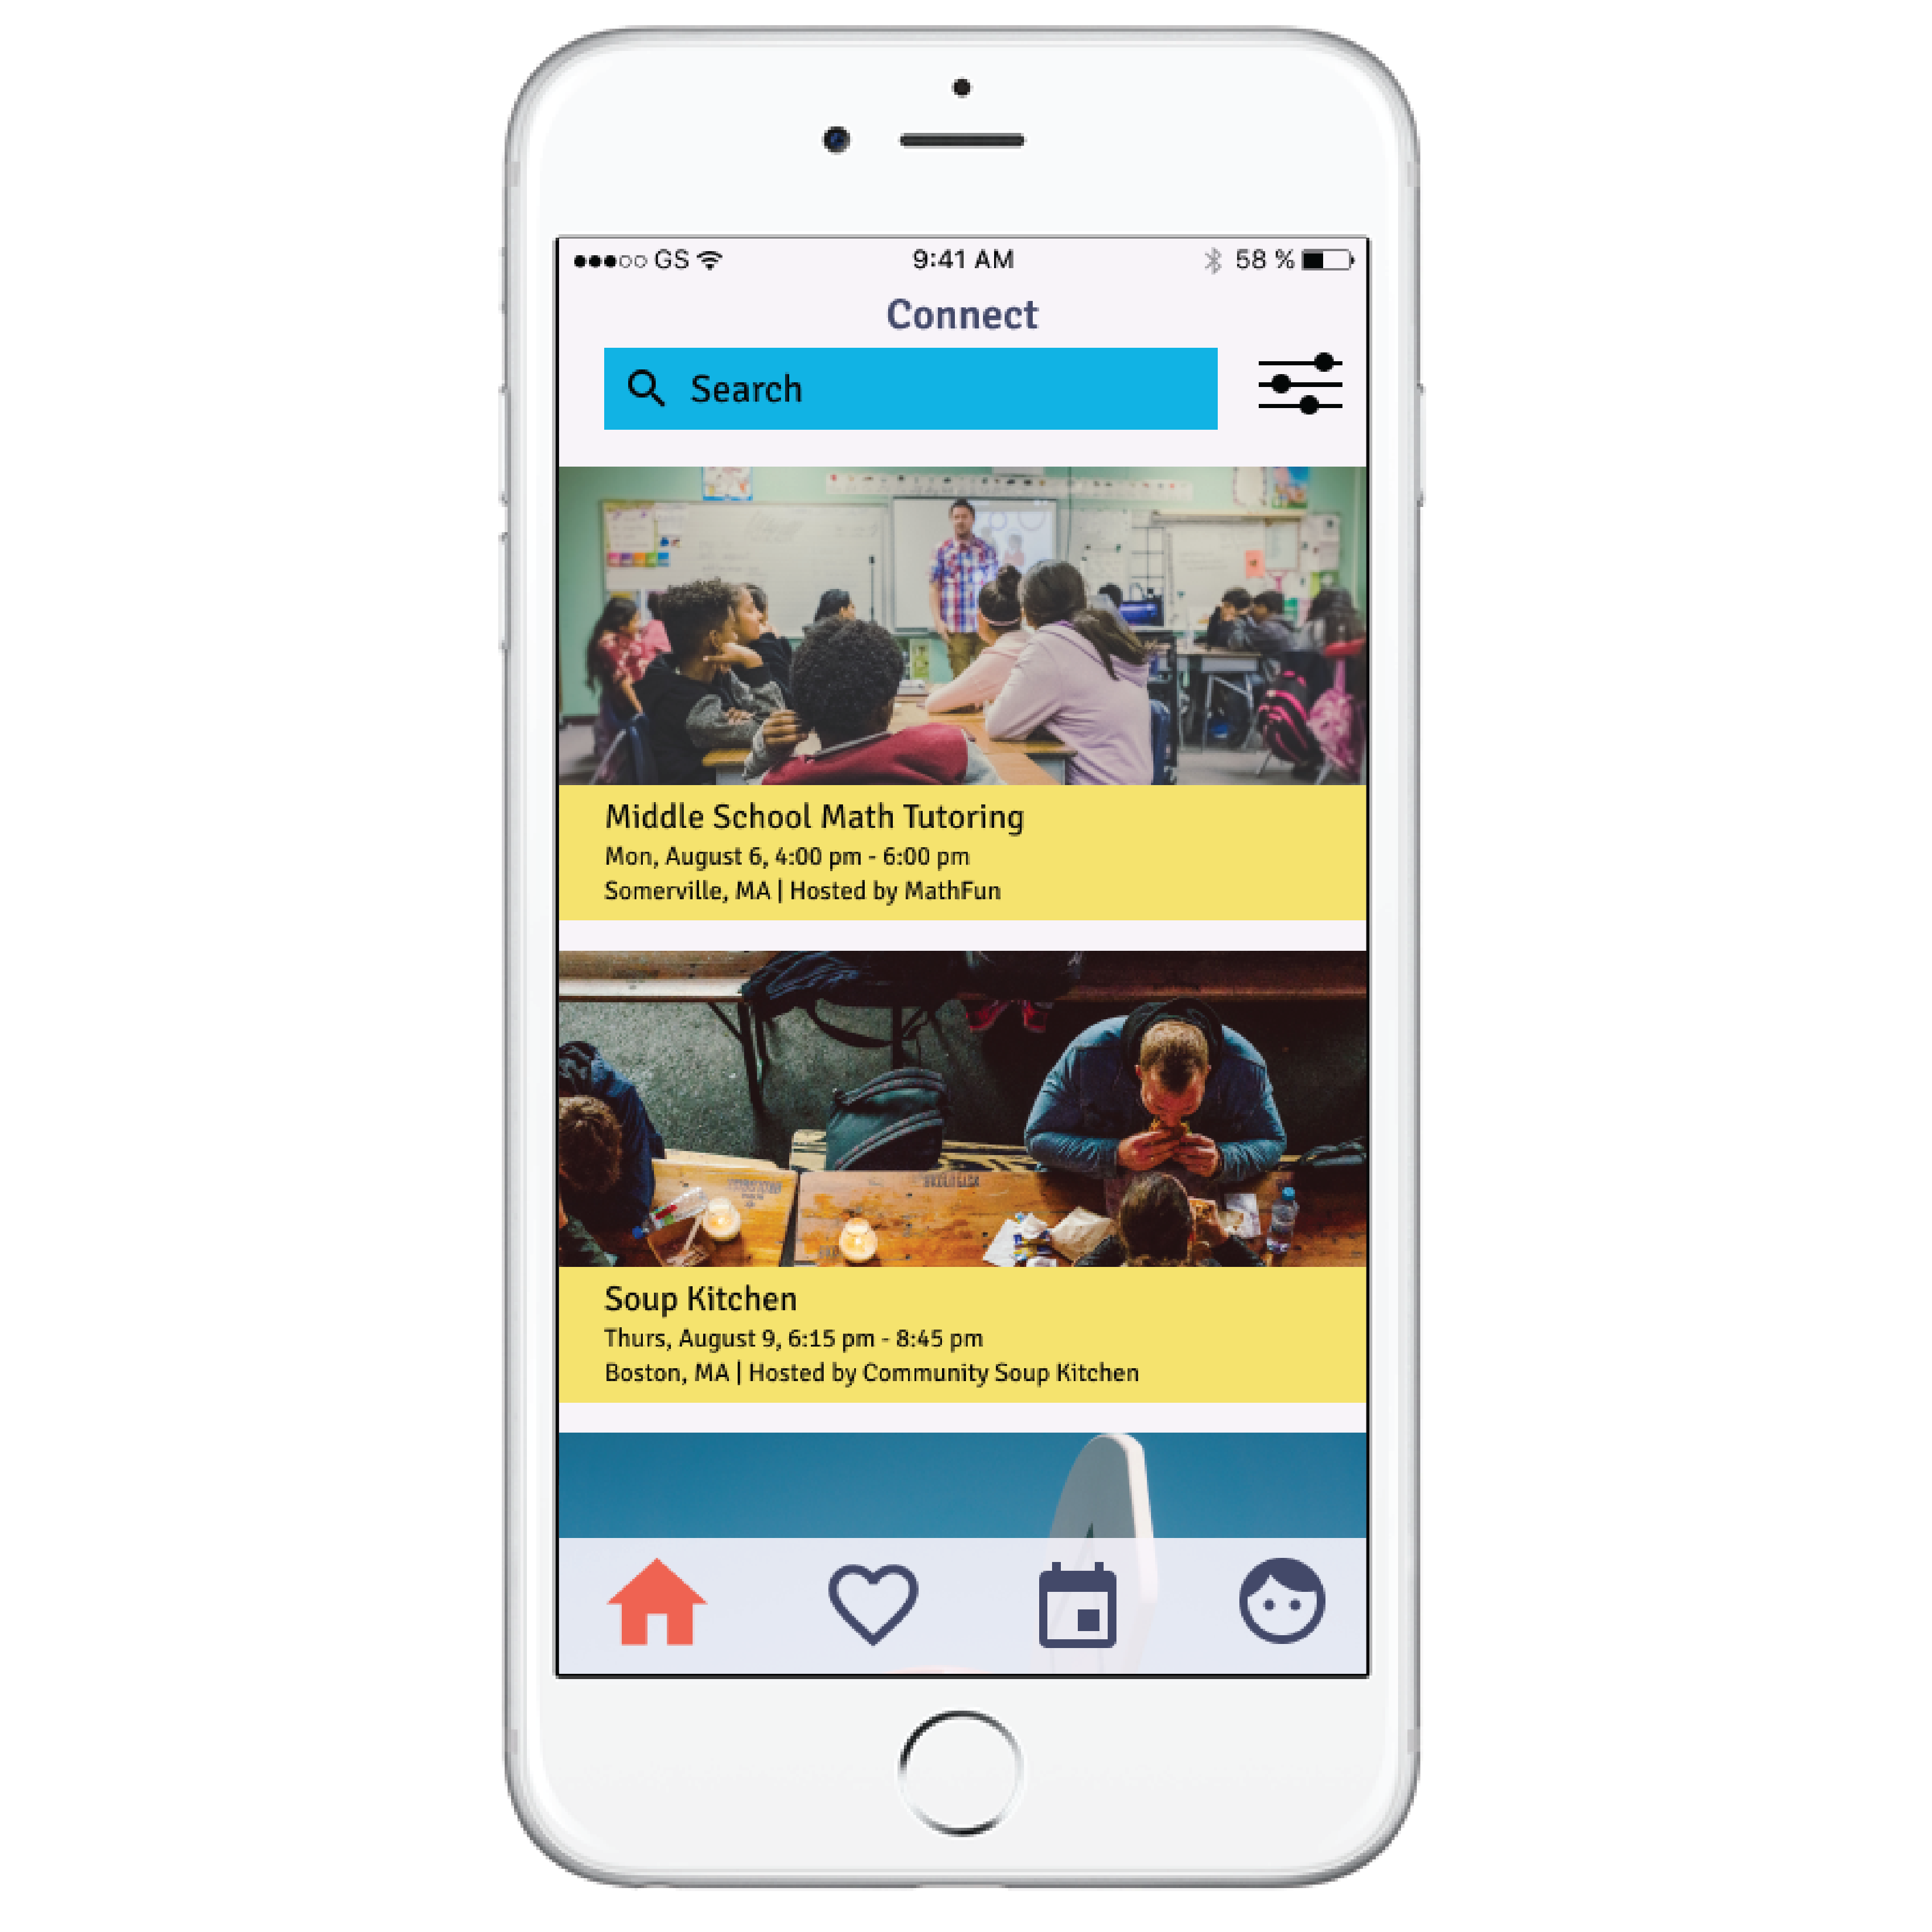 GS 9:41 AM 58 %
Connect
Search
Middle School Math Tutoring
Mon, August 6, 4:00 pm - 6:00 pm
Somerville, MA | Hosted by MathFun
Soup Kitchen
Thurs, August 9, 6:15 pm - 8:45 pm
Boston, MA | Hosted by Community Soup Kitchen